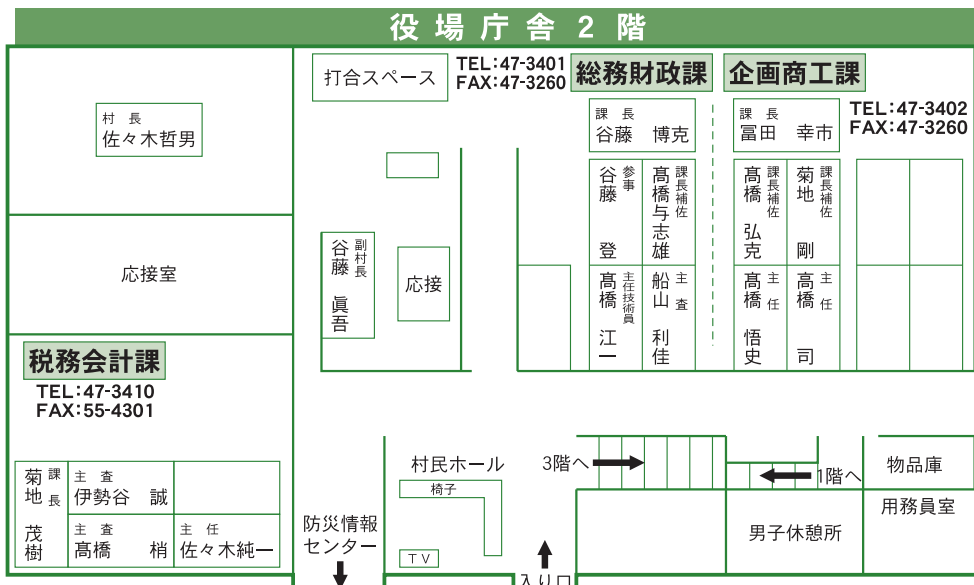 役場庁舎2階
打合スペース
TEL:47-3401
FAX:47-3260
総務財政課
企画商工課
TEL:47-3402
FAX:47-3260
村長
佐々木哲男
課長
谷藤 博克
課長
冨田 幸市
参事
谷藤 登
課長補佐
髙橋与志雄
課長補佐
髙橋 弘克
課長補佐
菊地 剛
副村長
谷藤 眞吾
応接
応接室
主任技術員
髙橋 江一
主査
船山 利佳
主任
髙橋 悟史
主任
高橋 司
税務会計課
TEL:47-3410
FAX:55-4301
課長
菊地 茂樹
主査
伊勢谷 誠
主査
髙橋 梢
主任
佐々木純一
村民ホール
椅子
TV
防災情報
センター
入り口
3階へ
1階へ
男子休憩所
物品庫
用務員室